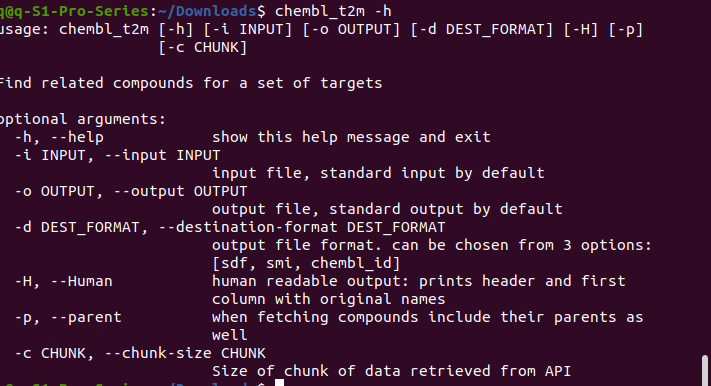 q@q-S1-Pro-Series:~/Downloads$ chembl_t2m -h
usage: chembl_t2m [-h] [-i INPUT] [-o OUTPUT] [-d DEST_FORMAT] [-H] [-p]
[-c CHUNK]
Find related compounds for a set of targets
optional arguments:
-h, --help show this help message and exit
-i INPUT, --input INPUT
input file, standard input by default
-o OUTPUT, --output OUTPUT
output file, standard output by default
-d DEST_FORMAT, --destination-format DEST_FORMAT
output file format. can be chosen from 3 options:
[sdf, smi, chembl_id]
-H, --Human human readable output: prints header and first
column with original names
-p, --parent when fetching compounds include their parents as
well
-c CHUNK, --chunk-size CHUNK
Size of chunk of data retrieved from API